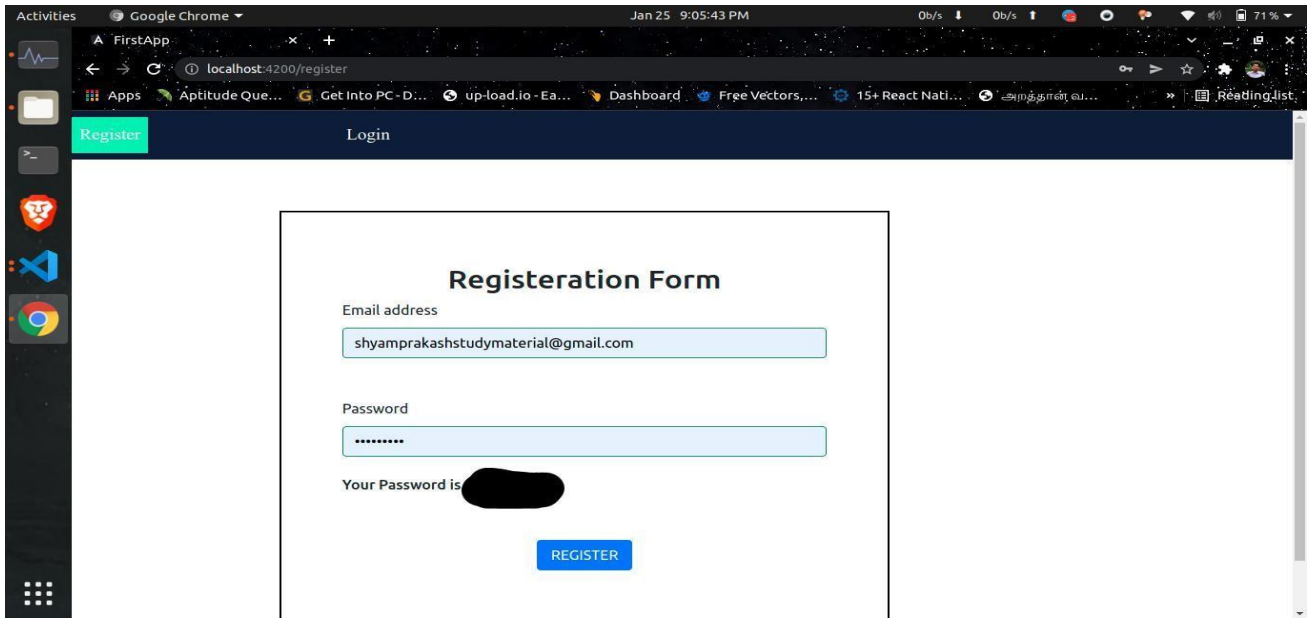 Activities Google Chrome Jan 25 9:05:43 PM 0b/s 0b/s 71%
A FirstApp
localhost:4200/register
Apps Aptitude Que... Get Into PC - D... up-load.io - Ea... Dashboard Free Vectors,... 15+ React Nati... அறத்தான் வ... » Reading list
Register Login
Registeration Form
Email address
shyamprakashstudymaterial@gmail.com
Password
•••••••••
Your Password is
REGISTER